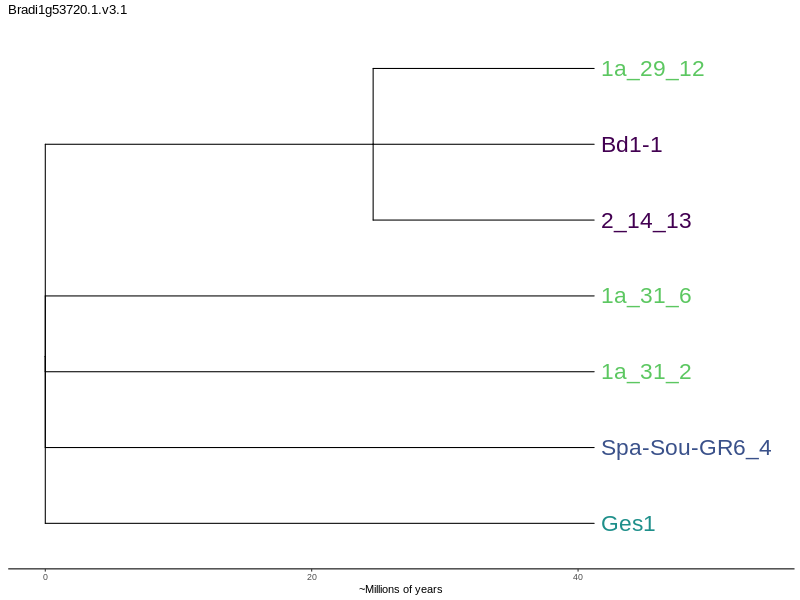 Bradi1g53720.1.v3.1
1a_29_12
Bd1-1
2_14_13
1a_31_6
1a_31_2
Spa-Sou-GR6_4
Ges1
0 20 40
~Millions of years